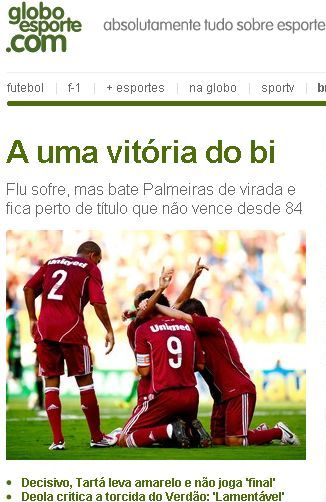 globo
esporte
.com
absolutamente tudo sobre esporte
futebol | f-1 | + esportes | na globo | sportv
A uma vitória do bi
Flu sofre, mas bate Palmeiras de virada e
fica perto de título que não vence desde 84
2
Unimed
Unimed
9
Decisivo, Tartá leva amarelo e não joga 'final'
Deola critica a torcida do Verdão: 'Lamentável'